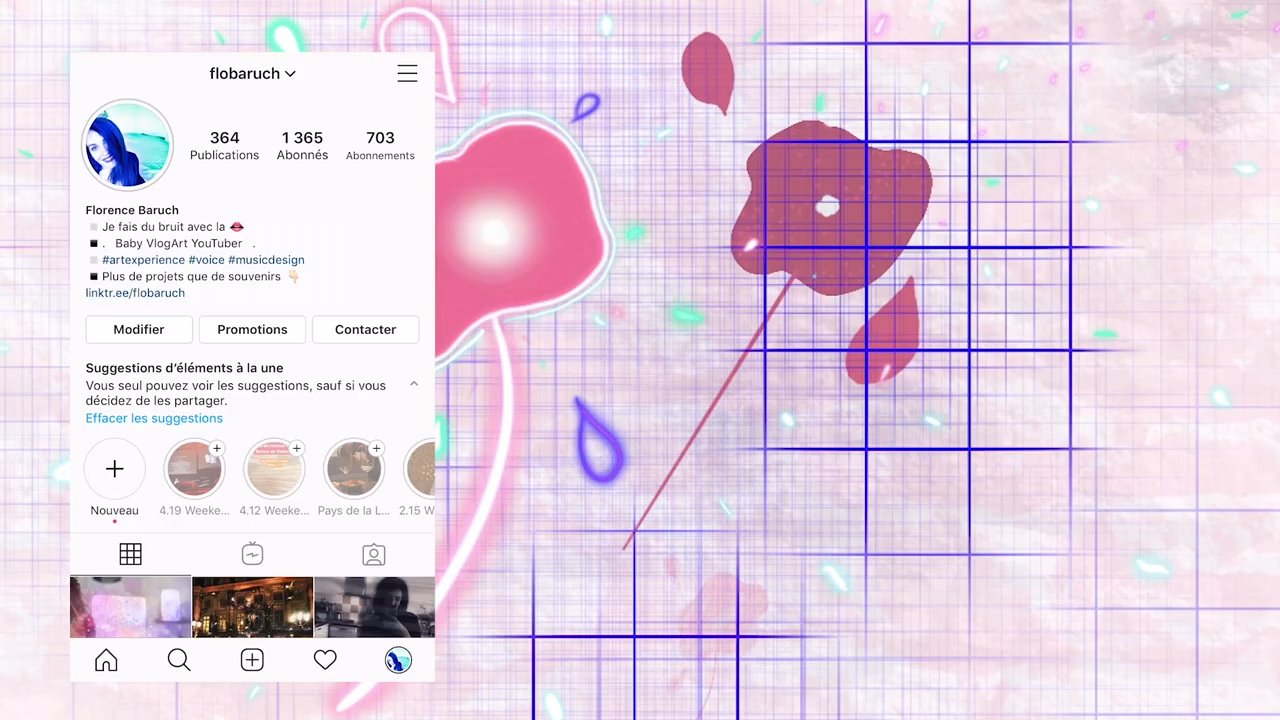 flobaruch
364 1 365 703
Publications Abonnés Abonnements
Florence Baruch
Je fais du bruit avec la 👄
. Baby VlogArt YouTuber .
#artexperience #voice #musicdesign
Plus de projets que de souvenirs 👇🏻
linktr.ee/flobaruch
Modifier Promotions Contacter
Suggestions d'éléments à la une
Vous seul pouvez voir les suggestions, sauf si vous
décidez de les partager.
Effacer les suggestions
Nouveau 4.19 Weeke... 4.12 Weeke... Pays de la L... 2.15 W